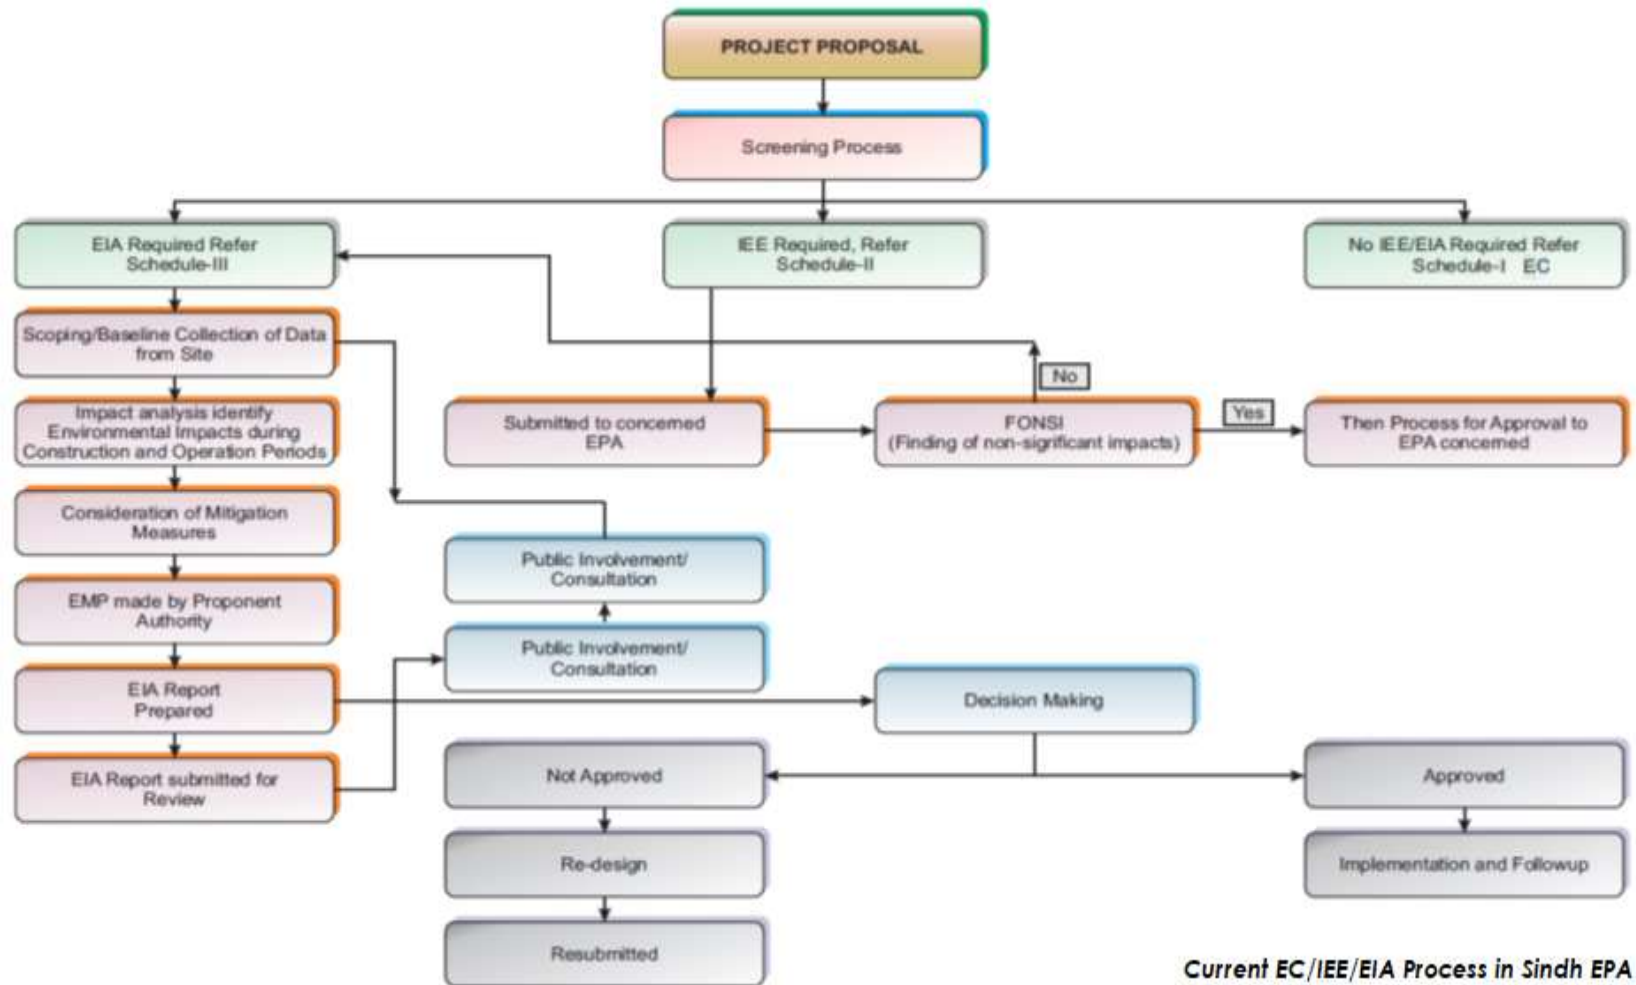 PROJECT PROPOSAL
Screening Process
EIA Required Refer
Schedule-III
IEE Required, Refer
Schedule-II
No IEE/EIA Required Refer
Schedule-I EC
Scoping/Baseline Collection of Data
from Site
Impact analysis identify
Environmental Impacts during
Construction and Operation Periods
Consideration of Mitigation
Measures
EMP made by Proponent
Authority
EIA Report
Prepared
EIA Report submitted for
Review
Submitted to concerned
EPA
No
FONSI
(Finding of non-significant impacts)
Yes
Then Process for Approval to
EPA concerned
Public Involvement/
Consultation
Public Involvement/
Consultation
Decision Making
Not Approved
Approved
Re-design
Implementation and Followup
Resubmitted
Current EC/IEE/EIA Process in Sindh EPA